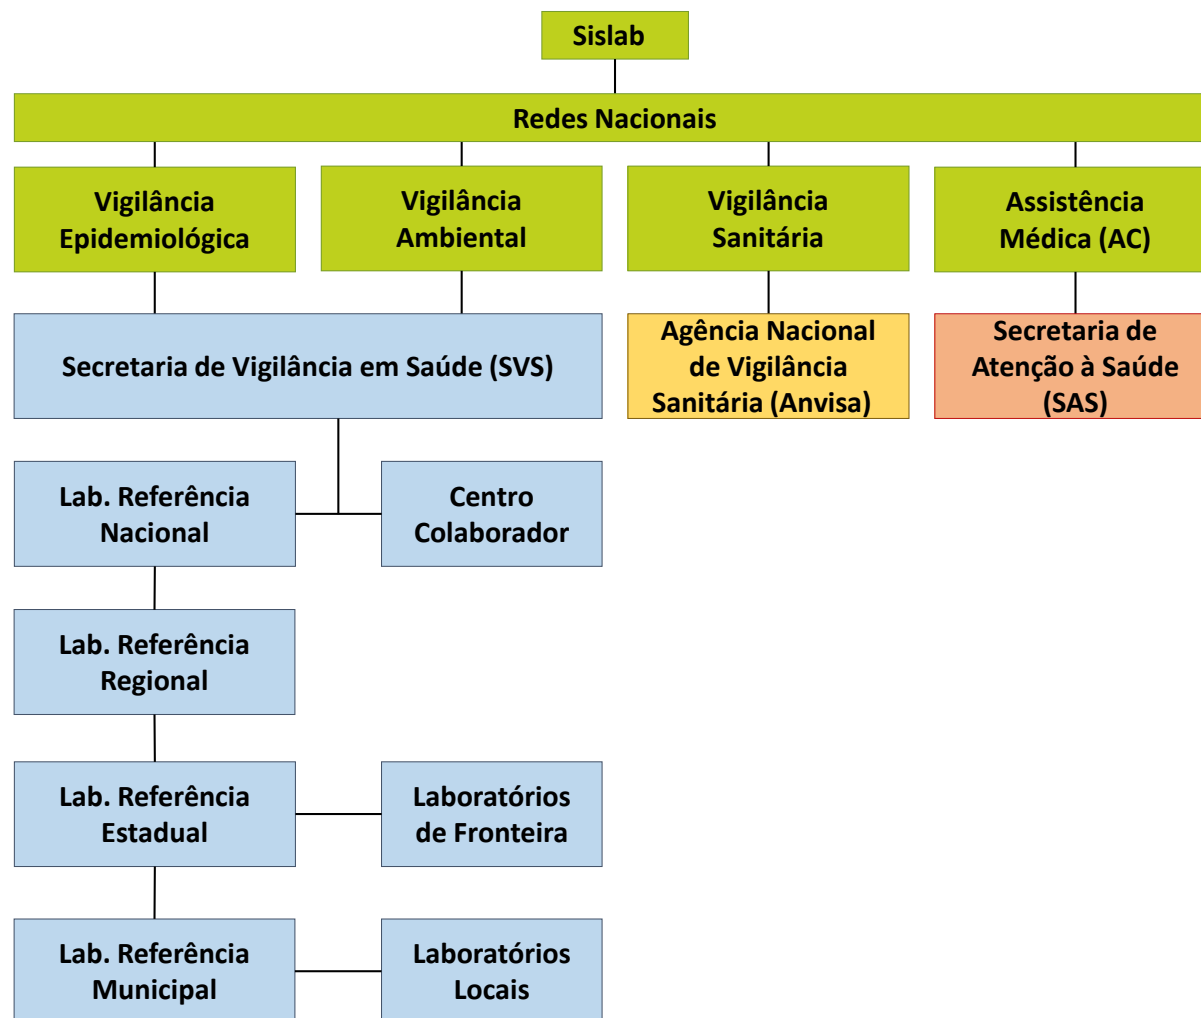 Sislab
Redes Nacionais
Vigilância
Epidemiológica
Vigilância
Ambiental
Vigilância
Sanitária
Assistência
Médica (AC)
Secretaria de Vigilância em Saúde (SVS)
Agência Nacional
de Vigilância
Sanitária (Anvisa)
Secretaria de
Atenção à Saúde
(SAS)
Lab. Referência
Nacional
Centro
Colaborador
Lab. Referência
Regional
Lab. Referência
Estadual
Laboratórios
de Fronteira
Lab. Referência
Municipal
Laboratórios
Locais